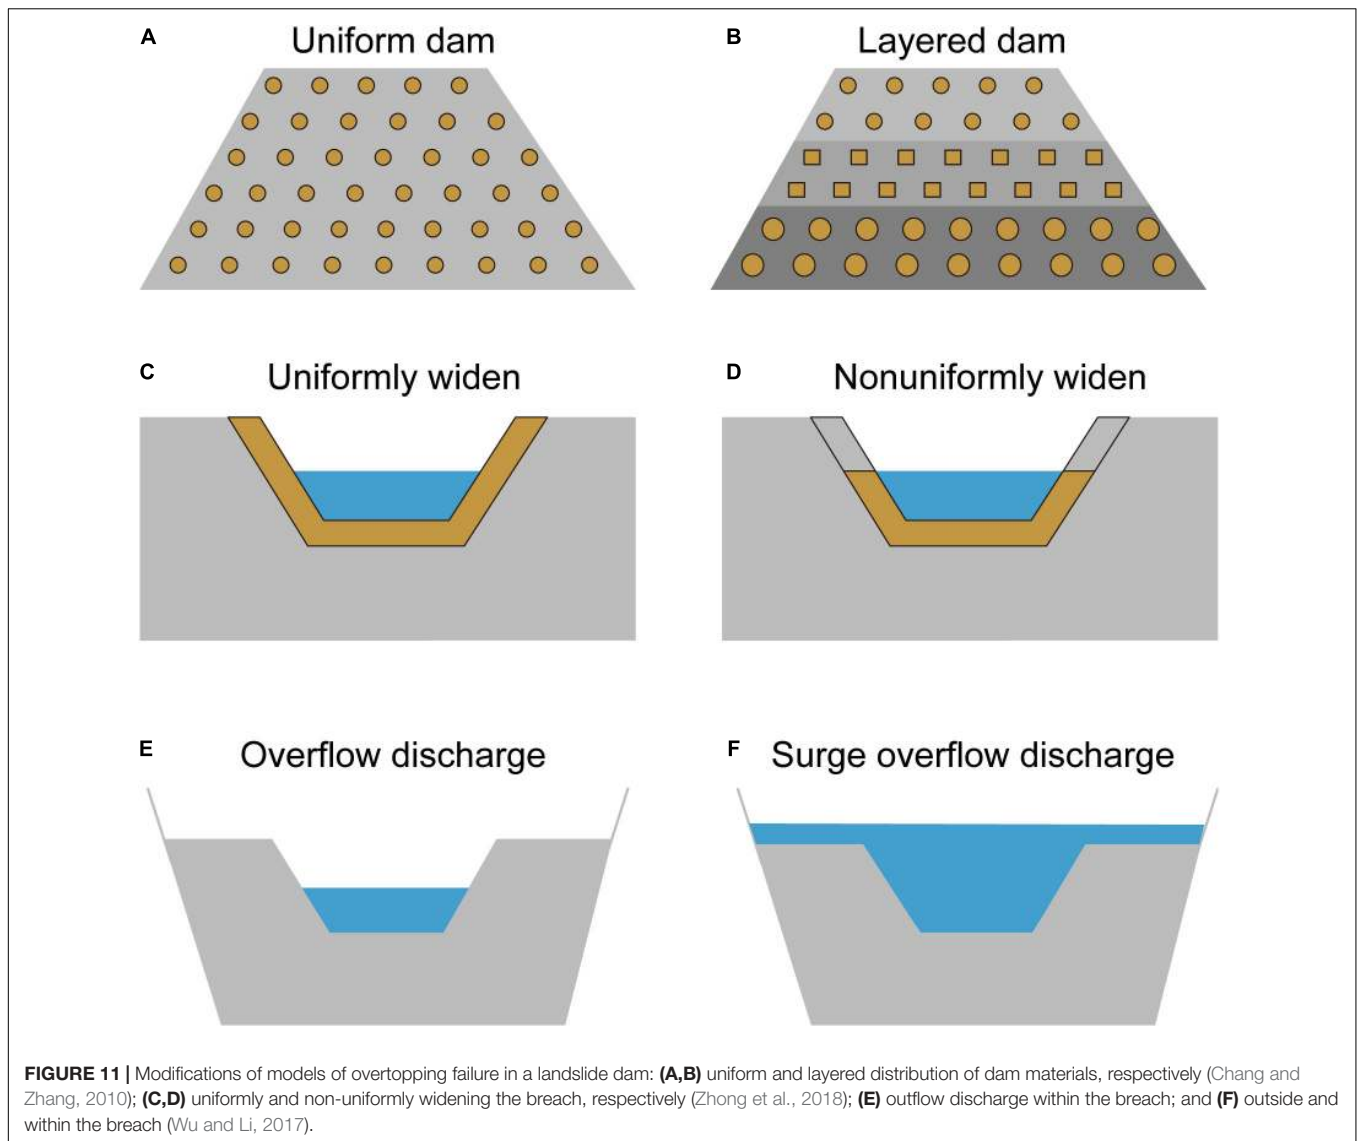 A Uniform dam
B Layered dam
C Uniformly widen
D Nonuniformly widen
E Overflow discharge
F Surge overflow discharge
FIGURE 11 | Modifications of models of overtopping failure in a landslide dam: (A,B) uniform and layered distribution of dam materials, respectively (Chang and
Zhang, 2010); (C,D) uniformly and non-uniformly widening the breach, respectively (Zhong et al., 2018); (E) outflow discharge within the breach; and (F) outside and
within the breach (Wu and Li, 2017).